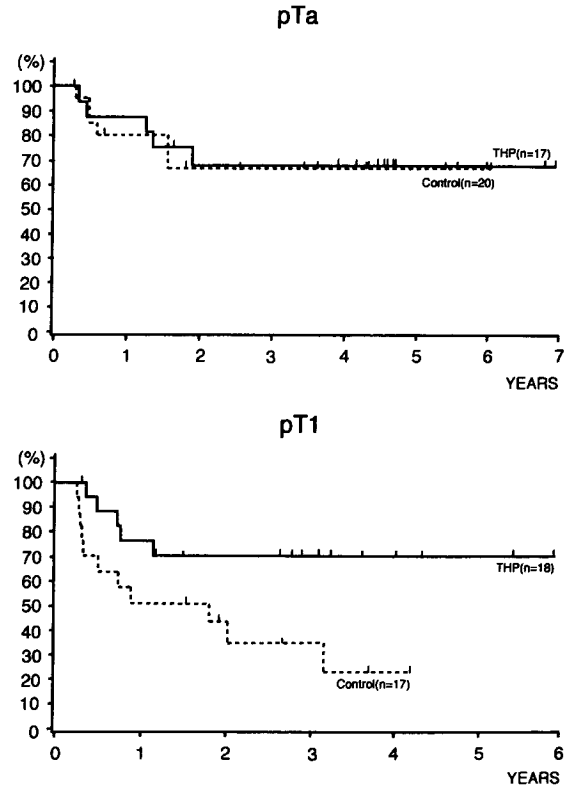 pTa
(%)
100
90
80
70
60
50
40
30
20
10
0
THP(n=17)
Control(n=20)
0 1 2 3 4 5 6 7
YEARS
pT1
(%)
100
90
80
70
60
50
40
30
20
10
0
THP(n=18)
Control(n=17)
0 1 2 3 4 5 6
YEARS